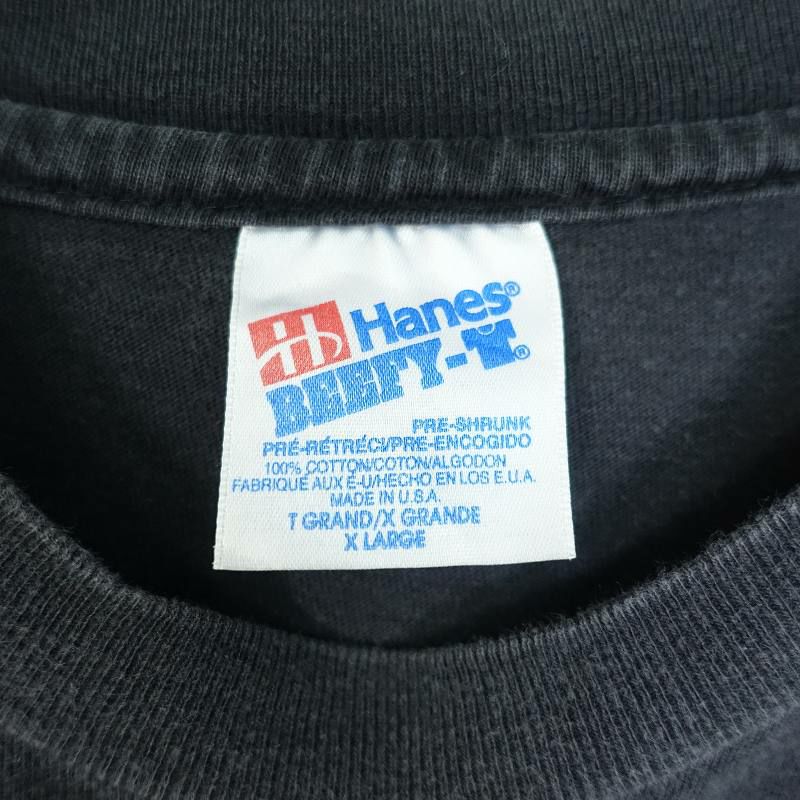 Hanes®
BEEFY-T®
PRE-SHRUNK
PRÉ-RÉTRÉCI/PRE-ENCOGIDO
100% COTTON/COTON/ALGODON
FABRIQUE AUX É-U/HECHO EN LOS E.U.A.
MADE IN U.S.A.
T GRAND/X GRANDE
X LARGE